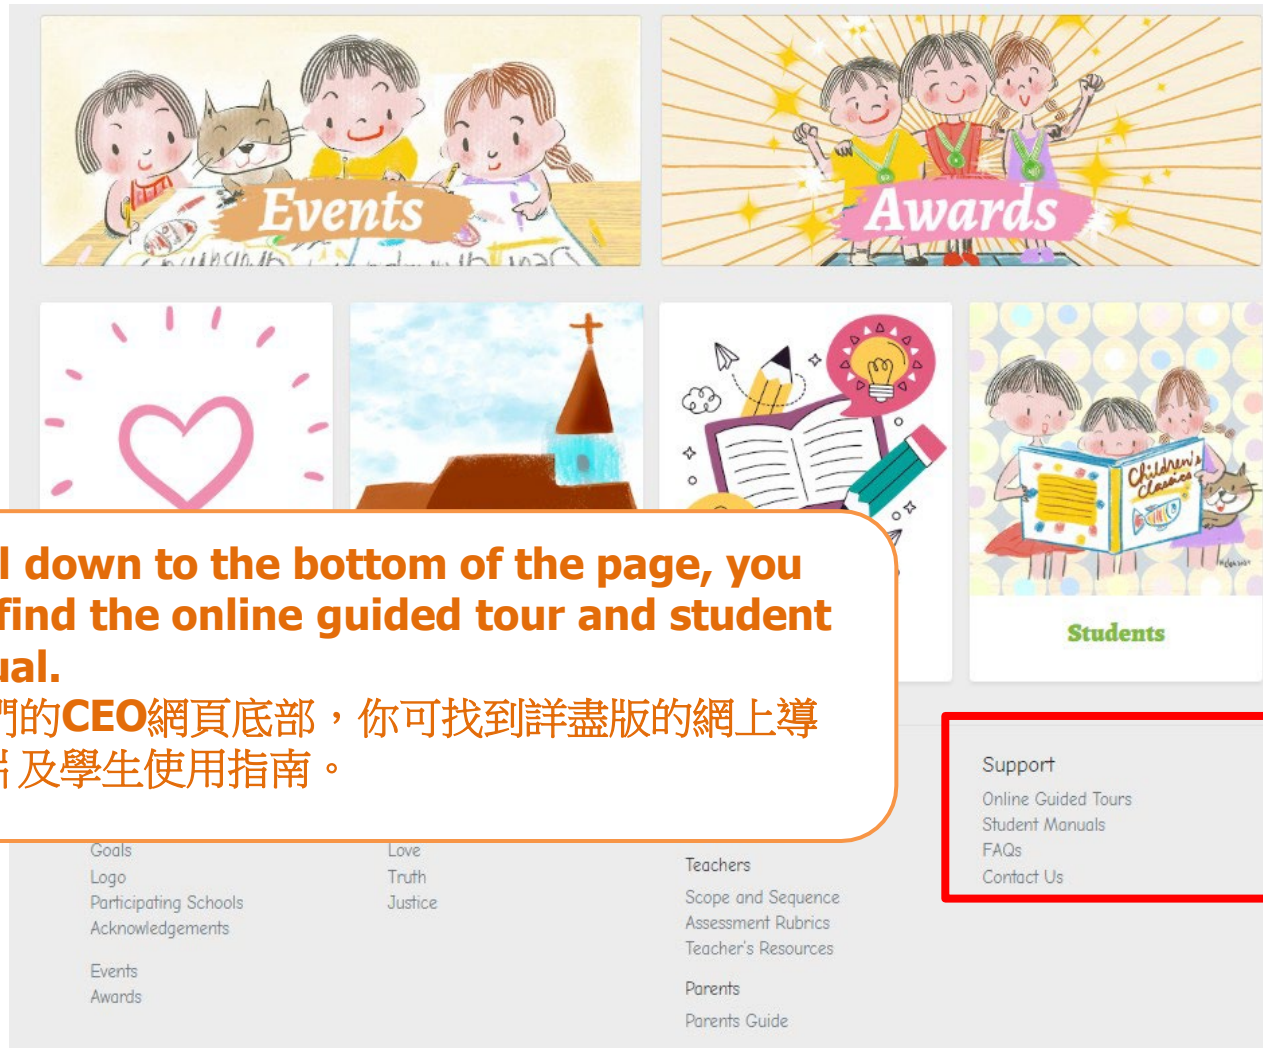 Events
Awards
Children's
Classics
Students
down to the bottom of the page, you
find the online guided tour and student
的CEO網頁底部，你可找到詳盡版的網上導
及學生使用指南。
Goals
Logo
Participating Schools
Acknowledgements
Events
Awards
Love
Truth
Justice
Teachers
Scope and Sequence
Assessment Rubrics
Teacher's Resources
Parents
Parents Guide
Support
Online Guided Tours
Student Manuals
FAQs
Contact Us